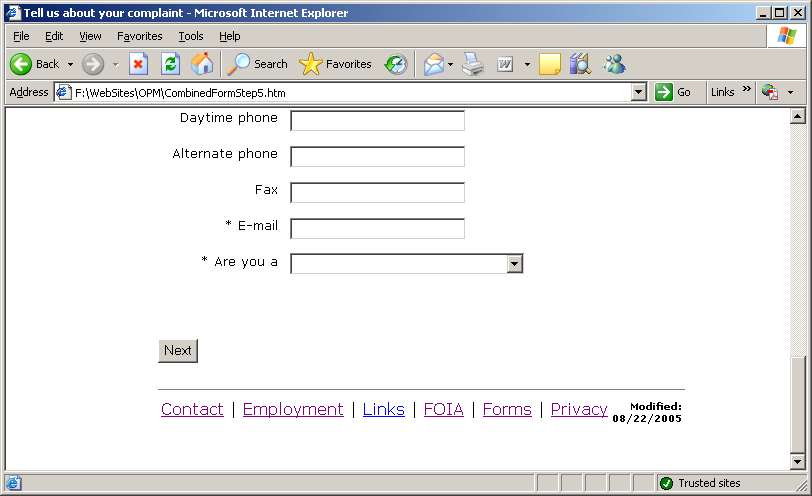 Tell us about your complaint - Microsoft Internet Explorer
File Edit View Favorites Tools Help
Back Search Favorites W
Address F:\WebSites\OPM\CombinedFormStep5.htm Go Links »
Daytime phone
Alternate phone
Fax
* E-mail
* Are you a
Next
Contact | Employment | Links | FOIA | Forms | Privacy Modified:
08/22/2005
Trusted sites